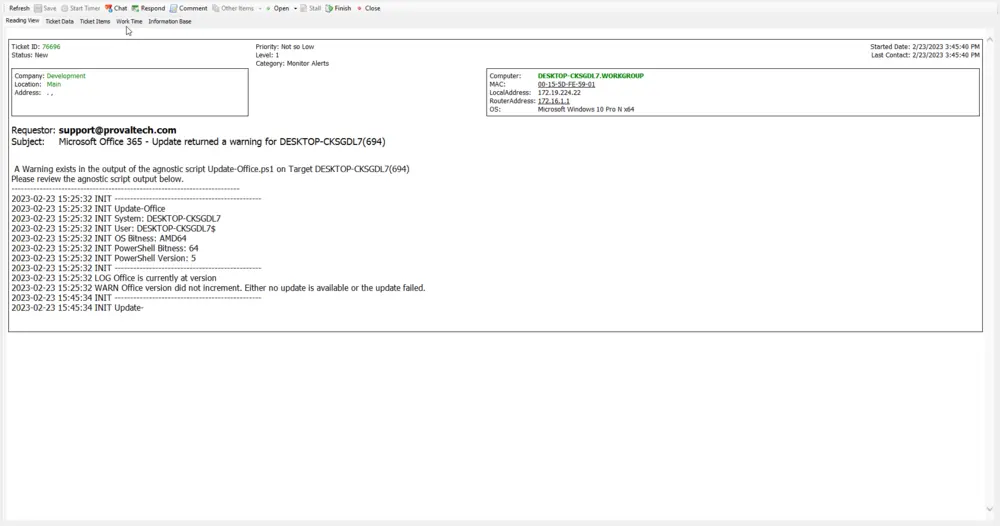 Refresh Save Start Timer Chat Respond Comment Other Items Open Stall Finish Close
Reading View Ticket Data Ticket Items Work Time Information Base
Ticket ID: 76696
Status: New
Priority: Not so Low
Level: 1
Category: Monitor Alerts
Started Date: 2/23/2023 3:45:40 PM
Last Contact: 2/23/2023 3:45:40 PM
Company: Development
Location: Main
Address: . ,
Computer: DESKTOP-CKSGDL7.WORKGROUP
MAC: 00-15-5D-FE-59-01
LocalAddress: 172.19.224.22
RouterAddress: 172.16.1.1
OS: Microsoft Windows 10 Pro N x64
Requestor: support@provaltech.com
Subject: Microsoft Office 365 - Update returned a warning for DESKTOP-CKSGDL7(694)
A Warning exists in the output of the agnostic script Update-Office.ps1 on Target DESKTOP-CKSGDL7(694)
Please review the agnostic script output below.
------------------------------------------------------------------------
2023-02-23 15:25:32 INIT -----------------------------------------------
2023-02-23 15:25:32 INIT Update-Office
2023-02-23 15:25:32 INIT System: DESKTOP-CKSGDL7
2023-02-23 15:25:32 INIT User: DESKTOP-CKSGDL7$
2023-02-23 15:25:32 INIT OS Bitness: AMD64
2023-02-23 15:25:32 INIT PowerShell Bitness: 64
2023-02-23 15:25:32 INIT PowerShell Version: 5
2023-02-23 15:25:32 INIT -----------------------------------------------
2023-02-23 15:25:32 LOG Office is currently at version
2023-02-23 15:25:32 WARN Office version did not increment. Either no update is available or the update failed.
2023-02-23 15:45:34 INIT -----------------------------------------------
2023-02-23 15:45:34 INIT Update-